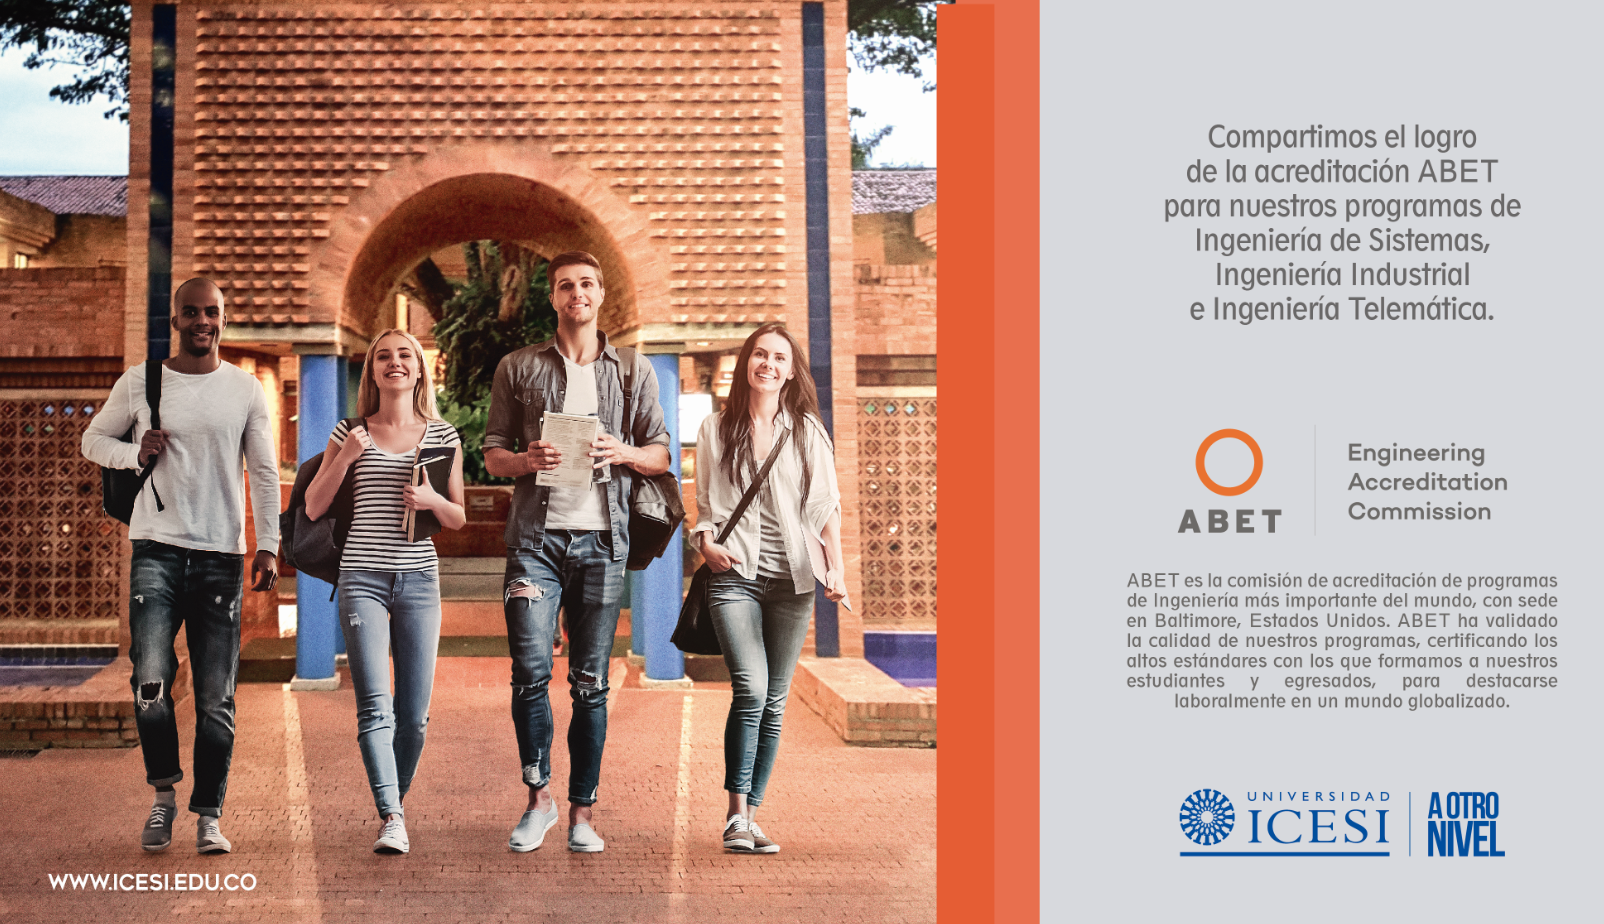 Compartimos el logro
de la acreditación ABET
para nuestros programas de
Ingeniería de Sistemas,
Ingeniería Industrial
e Ingeniería Telemática.
ABET
Engineering
Accreditation
Commission
ABET es la comisión de acreditación de programas
de Ingeniería más importante del mundo, con sede
en Baltimore, Estados Unidos. ABET ha validado
la calidad de nuestros programas, certificando los
altos estándares con los que formamos a nuestros
estudiantes y egresados, para destacarse
laboralmente en un mundo globalizado.
UNIVERSIDAD
ICESI
A OTRO
NIVEL
WWW.ICESI.EDU.CO